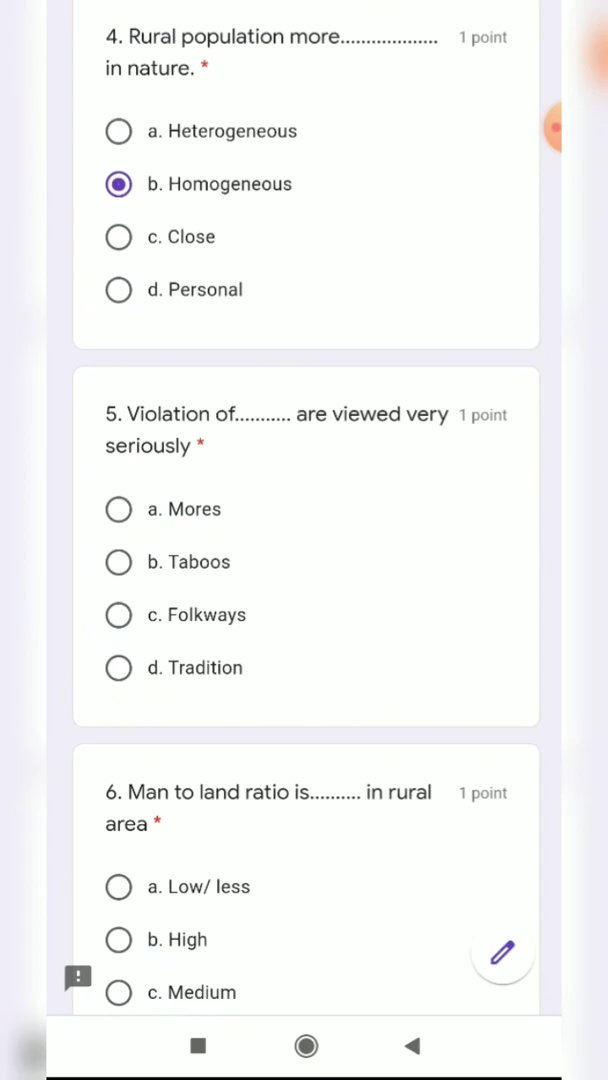 4. Rural population more................... 1 point
in nature. *
a. Heterogeneous
b. Homogeneous
c. Close
d. Personal
5. Violation of........... are viewed very 1 point
seriously *
a. Mores
b. Taboos
c. Folkways
d. Tradition
6. Man to land ratio is.......... in rural 1 point
area *
a. Low/ less
b. High
c. Medium